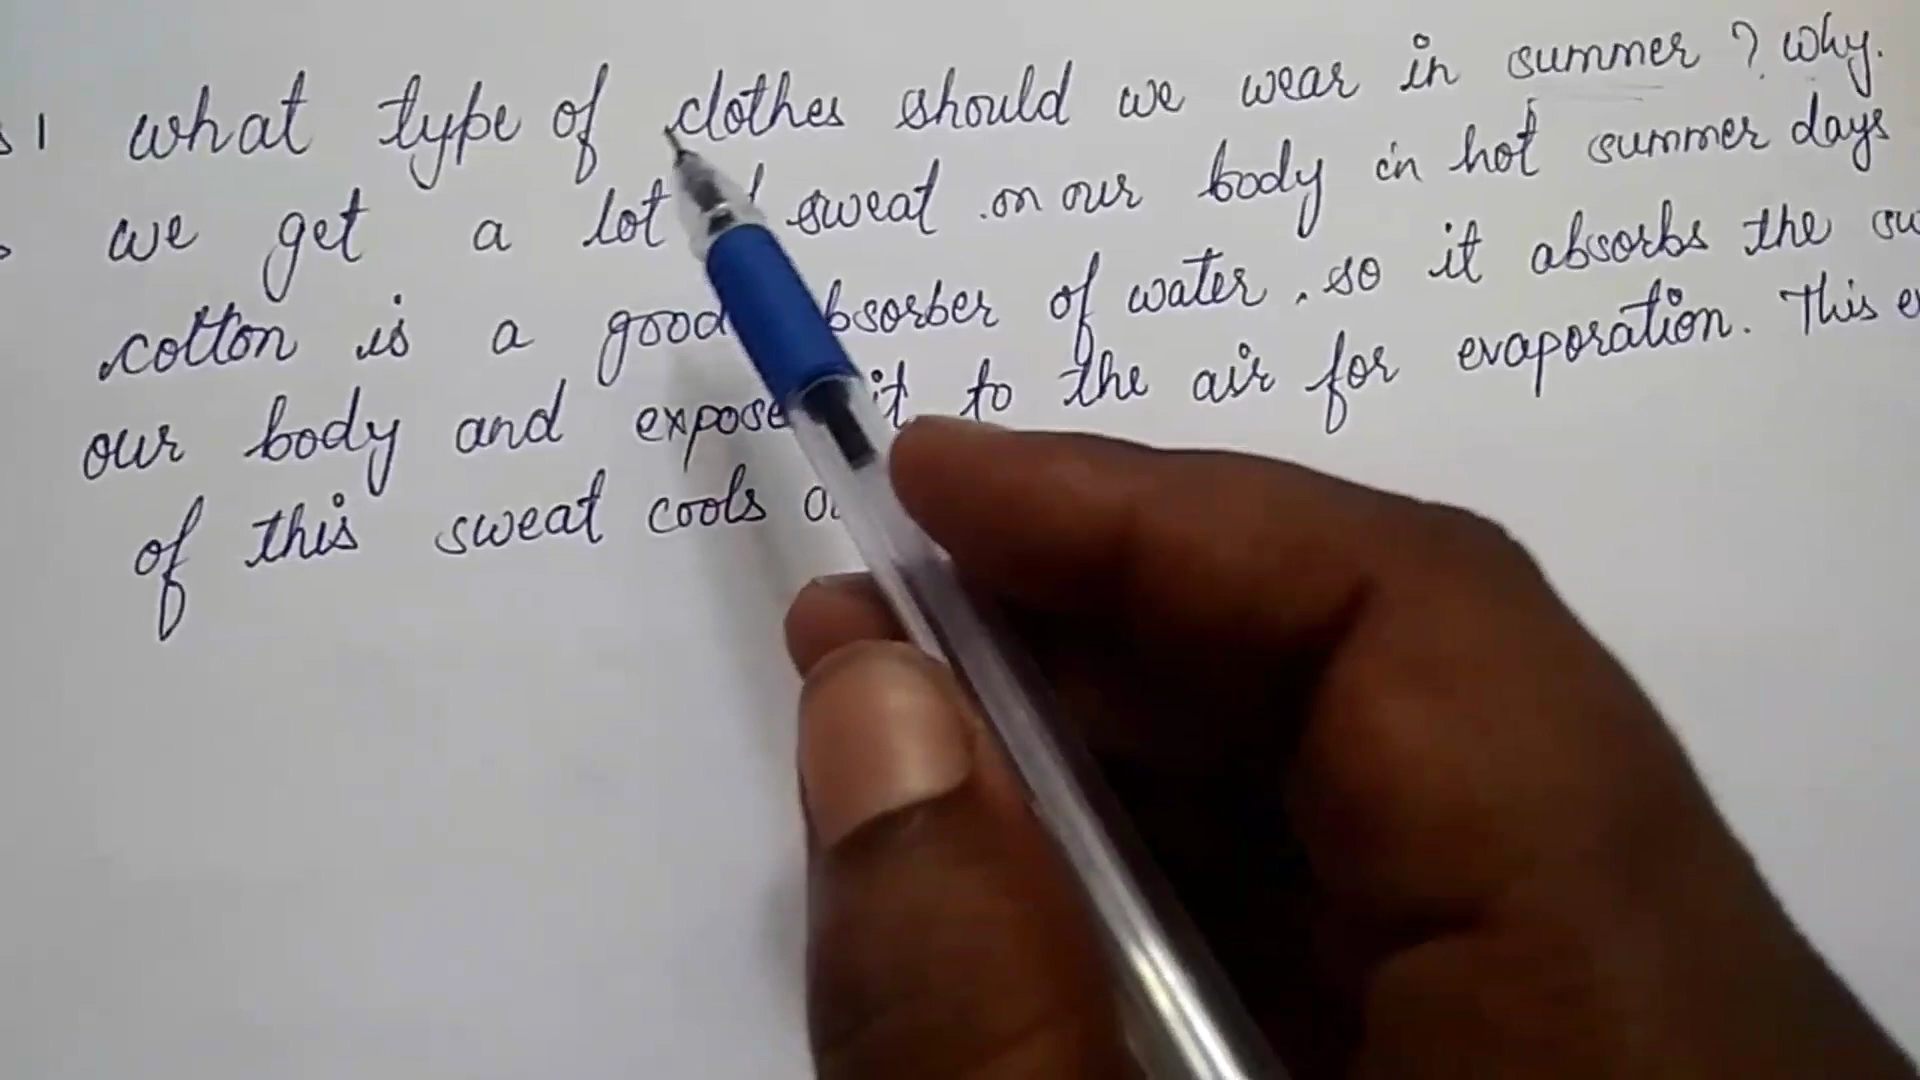 1 what type of clothes should we wear in summer ? why.
we get a lot sweat on our body in hot summer days
cotton is a good absorber of water. so it absorbs the
our body and expose it to the air for evaporation. This
of this sweat cools